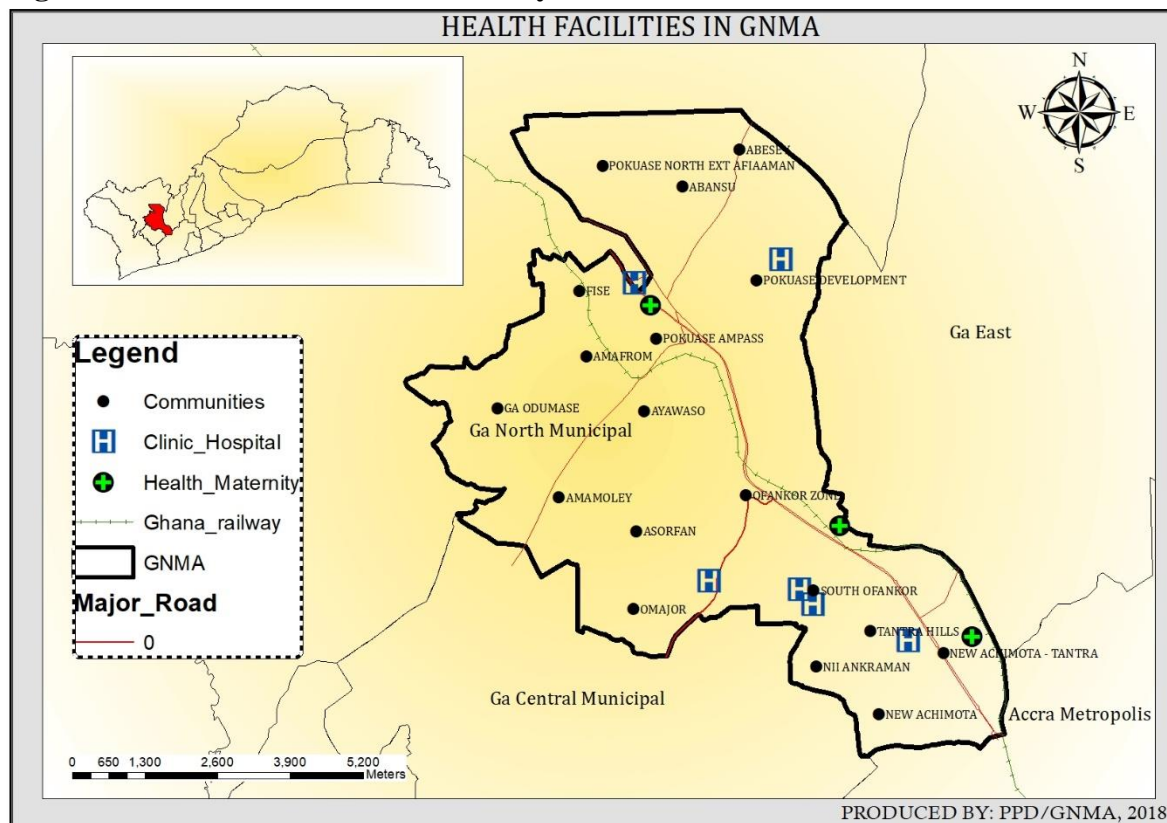 HEALTH FACILITIES IN GNMA
N
W
E
S
ABESE
POKUASE NORTH EXT AFIAAMAN
ABANSU
H
POKUASE DEVELOPMENT
H
FISE
Ga East
POKUASE AMPASS
AMAFROM
GA ODUMASE
AYAWASO
Ga North Municipal
AMAMOLEY
OFANKOR ZONE
ASORFAN
H
H
SOUTH OFANKOR
H
OMAJOR
TANTRA HILLS
H
NEW ACHIMOTA - TANTRA
NII ANKRAMAN
Ga Central Municipal
NEW ACHIMOTA
Accra Metropolis
Legend
Communities
H
Clinic_Hospital
Health_Maternity
Ghana_railway
GNMA
Major_Road
0
0 650 1,300 2,600 3,900 5,200
Meters
PRODUCED BY: PPD/GNMA, 2018